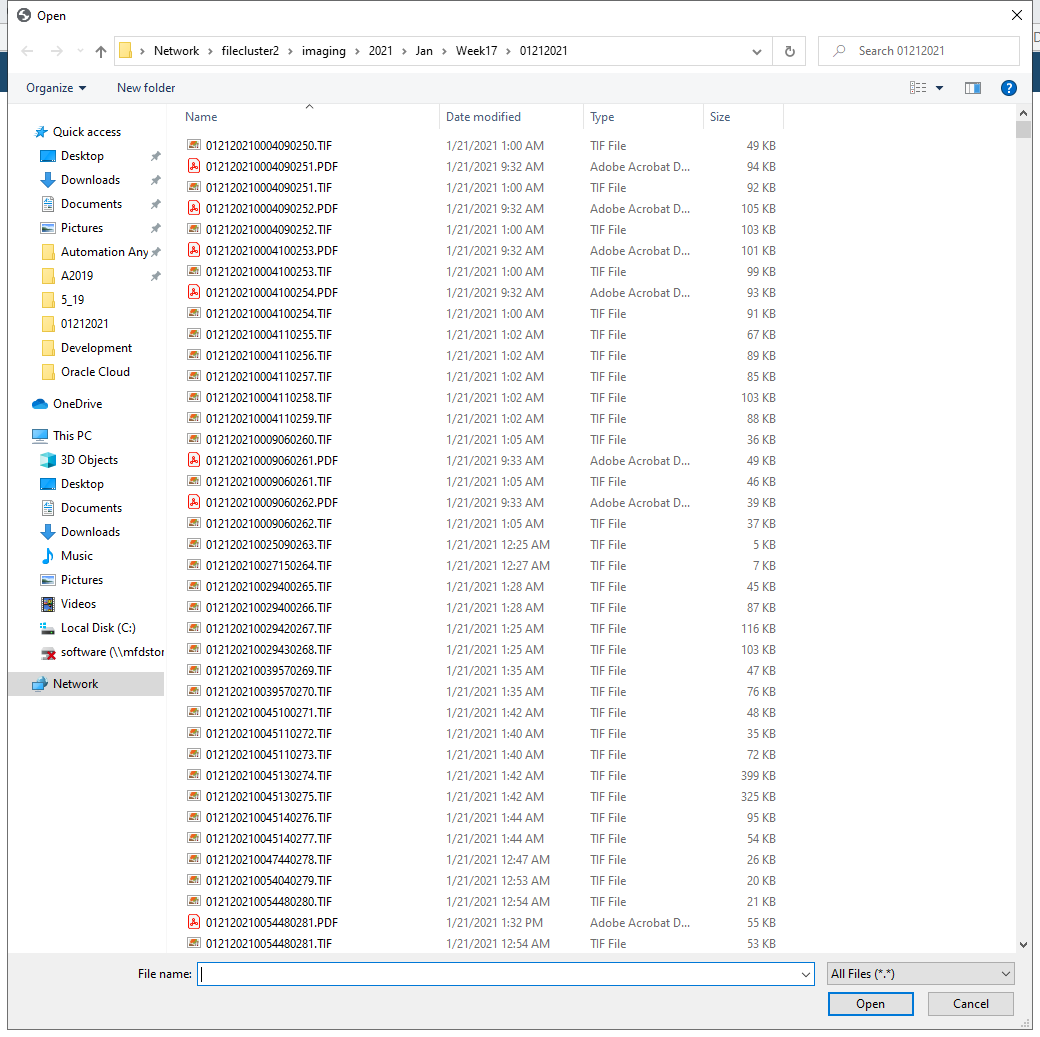 Open
Network > filecluster2 > imaging > 2021 > Jan > Week17 > 01212021
Search 01212021
Organize
New folder
?
Quick access
Desktop
Downloads
Documents
Pictures
Automation Any
A2019
5_19
01212021
Development
Oracle Cloud
OneDrive
This PC
3D Objects
Desktop
Documents
Downloads
Music
Pictures
Videos
Local Disk (C:)
software (\\mfdstor
Network
Name Date modified Type Size
012120210004090250.TIF 1/21/2021 1:00 AM TIF File 49 KB
012120210004090251.PDF 1/21/2021 9:32 AM Adobe Acrobat D... 94 KB
012120210004090251.TIF 1/21/2021 1:00 AM TIF File 92 KB
012120210004090252.PDF 1/21/2021 9:32 AM Adobe Acrobat D... 105 KB
012120210004090252.TIF 1/21/2021 1:00 AM TIF File 103 KB
012120210004100253.PDF 1/21/2021 9:32 AM Adobe Acrobat D... 101 KB
012120210004100253.TIF 1/21/2021 1:00 AM TIF File 99 KB
012120210004100254.PDF 1/21/2021 9:32 AM Adobe Acrobat D... 93 KB
012120210004100254.TIF 1/21/2021 1:00 AM TIF File 91 KB
012120210004110255.TIF 1/21/2021 1:02 AM TIF File 67 KB
012120210004110256.TIF 1/21/2021 1:02 AM TIF File 89 KB
012120210004110257.TIF 1/21/2021 1:02 AM TIF File 85 KB
012120210004110258.TIF 1/21/2021 1:02 AM TIF File 103 KB
012120210004110259.TIF 1/21/2021 1:02 AM TIF File 88 KB
012120210009060260.TIF 1/21/2021 1:05 AM TIF File 36 KB
012120210009060261.PDF 1/21/2021 9:33 AM Adobe Acrobat D... 49 KB
012120210009060261.TIF 1/21/2021 1:05 AM TIF File 46 KB
012120210009060262.PDF 1/21/2021 9:33 AM Adobe Acrobat D... 39 KB
012120210009060262.TIF 1/21/2021 1:05 AM TIF File 37 KB
012120210025090263.TIF 1/21/2021 12:25 AM TIF File 5 KB
012120210027150264.TIF 1/21/2021 12:27 AM TIF File 7 KB
012120210029400265.TIF 1/21/2021 1:28 AM TIF File 45 KB
012120210029400266.TIF 1/21/2021 1:28 AM TIF File 87 KB
012120210029420267.TIF 1/21/2021 1:25 AM TIF File 116 KB
012120210029430268.TIF 1/21/2021 1:25 AM TIF File 103 KB
012120210039570269.TIF 1/21/2021 1:35 AM TIF File 47 KB
012120210039570270.TIF 1/21/2021 1:35 AM TIF File 76 KB
012120210045100271.TIF 1/21/2021 1:42 AM TIF File 48 KB
012120210045110272.TIF 1/21/2021 1:40 AM TIF File 35 KB
012120210045110273.TIF 1/21/2021 1:40 AM TIF File 72 KB
012120210045130274.TIF 1/21/2021 1:42 AM TIF File 399 KB
012120210045130275.TIF 1/21/2021 1:42 AM TIF File 325 KB
012120210045140276.TIF 1/21/2021 1:44 AM TIF File 95 KB
012120210045140277.TIF 1/21/2021 1:44 AM TIF File 54 KB
012120210047440278.TIF 1/21/2021 12:47 AM TIF File 26 KB
012120210054040279.TIF 1/21/2021 12:53 AM TIF File 20 KB
012120210054480280.TIF 1/21/2021 12:54 AM TIF File 21 KB
012120210054480281.PDF 1/21/2021 1:32 PM Adobe Acrobat D... 55 KB
012120210054480281.TIF 1/21/2021 12:54 AM TIF File 53 KB
File name:
All Files (*.*)
Open
Cancel